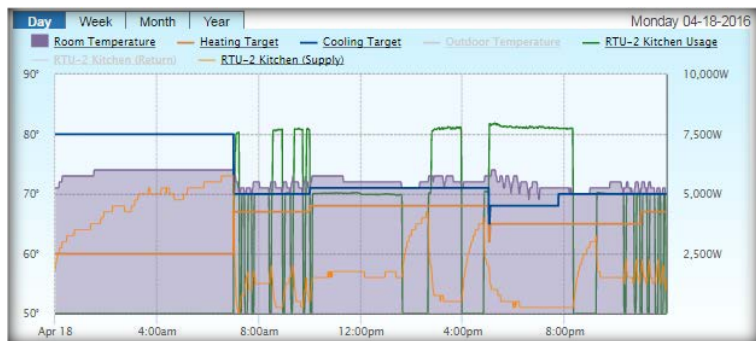 Day Week Month Year Monday 04-18-2016
Room Temperature Heating Target Cooling Target Outdoor Temperature RTU-2 Kitchen Usage
RTU-2 Kitchen (Return) RTU-2 Kitchen (Supply)
90° 10,000W
80° 7,500W
70° 5,000W
60° 2,500W
50°
Apr 18 4:00am 8:00am 12:00pm 4:00pm 8:00pm